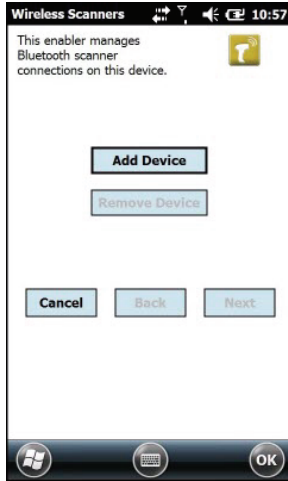 Wireless Scanners 10:57
This enabler manages
Bluetooth scanner
connections on this device.
Add Device
Remove Device
Cancel Back Next
OK